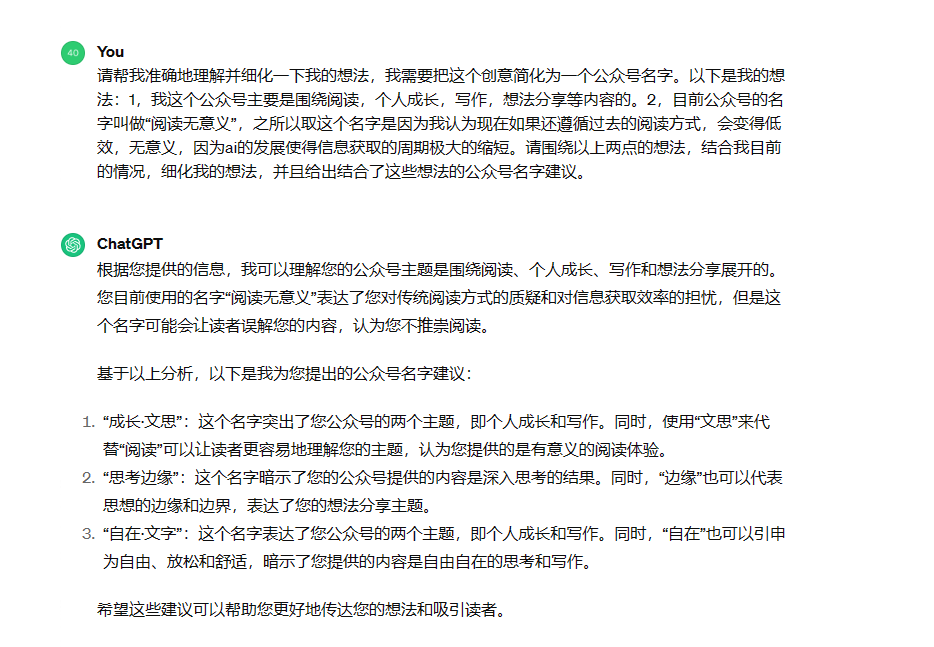 40 You
请帮我准确地理解并细化一下我的想法，我需要把这个创意简化为一个公众号名字。以下是我的想
法：1，我这个公众号主要是围绕阅读，个人成长，写作，想法分享等内容的。2，目前公众号的名
字叫做“阅读无意义”，之所以取这个名字是因为我认为现在如果还遵循过去的阅读方式，会变得低
效，无意义，因为ai的发展使得信息获取的周期极大的缩短。请围绕以上两点的想法，结合我目前
的情况，细化我的想法，并且给出结合了这些想法的公众号名字建议。
ChatGPT
根据您提供的信息，我可以理解您的公众号主题是围绕阅读、个人成长、写作和想法分享展开的。
您目前使用的名字“阅读无意义”表达了您对传统阅读方式的质疑和对信息获取效率的担忧，但是这
个名字可能会让读者误解您的内容，认为您不推崇阅读。
基于以上分析，以下是我为您提出的公众号名字建议：
1. “成长·文思”：这个名字突出了您公众号的两个主题，即个人成长和写作。同时，使用“文思”来代
替“阅读”可以让读者更容易地理解您的主题，认为您提供的是有意义的阅读体验。
2. “思考边缘”：这个名字暗示了您的公众号提供的内容是深入思考的结果。同时，“边缘”也可以代表
思想的边缘和边界，表达了您的想法分享主题。
3. “自在·文字”：这个名字表达了您公众号的两个主题，即个人成长和写作。同时，“自在”也可以引申
为自由、放松和舒适，暗示了您提供的内容是自由自在的思考和写作。
希望这些建议可以帮助您更好地传达您的想法和吸引读者。